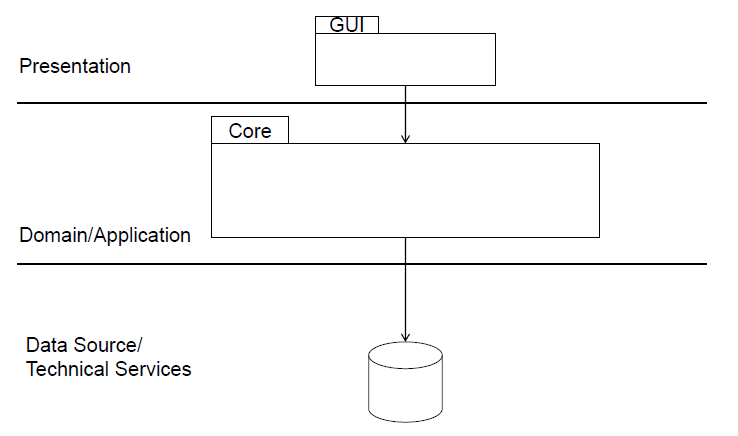 GUI
Presentation
Core
Domain/Application
Data Source/
Technical Services